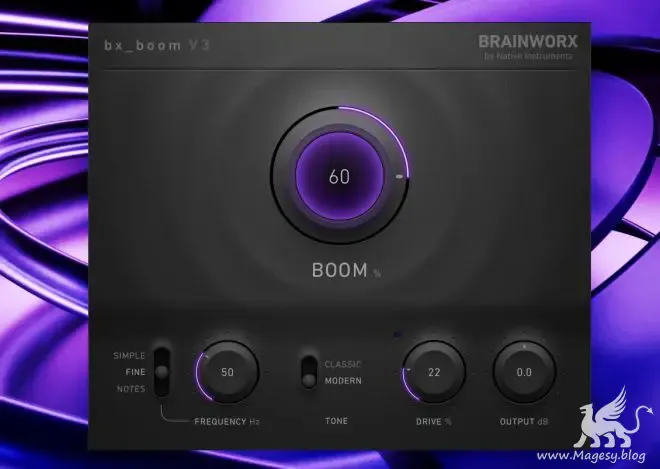 bx_boom V3
BRAINWORX
by Native Instruments
60
BOOM %
SIMPLE
FINE
NOTES
50
FREQUENCY Hz
CLASSIC
MODERN
TONE
22
DRIVE %
0.0
OUTPUT dB
www.Magesy.blog